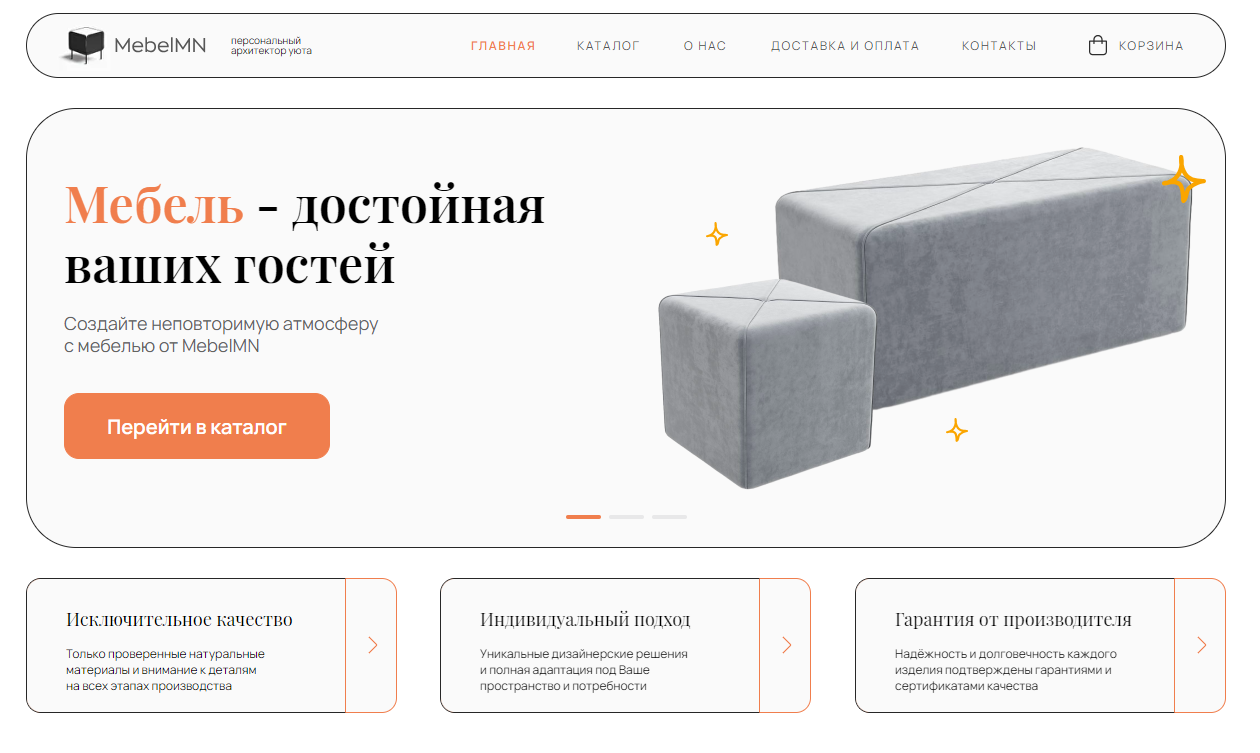 MebelMN
персональный
архитектор уюта
ГЛАВНАЯ
КАТАЛОГ
О НАС
ДОСТАВКА И ОПЛАТА
КОНТАКТЫ
КОРЗИНА
Мебель - достойная
ваших гостей
Создайте неповторимую атмосферу
с мебелью от MebelMN
Перейти в каталог
Исключительное качество
Только проверенные натуральные
материалы и внимание к деталям
на всех этапах производства
Индивидуальный подход
Уникальные дизайнерские решения
и полная адаптация под Ваше
пространство и потребности
Гарантия от производителя
Надёжность и долговечность каждого
изделия подтверждены гарантиями и
сертификатами качества